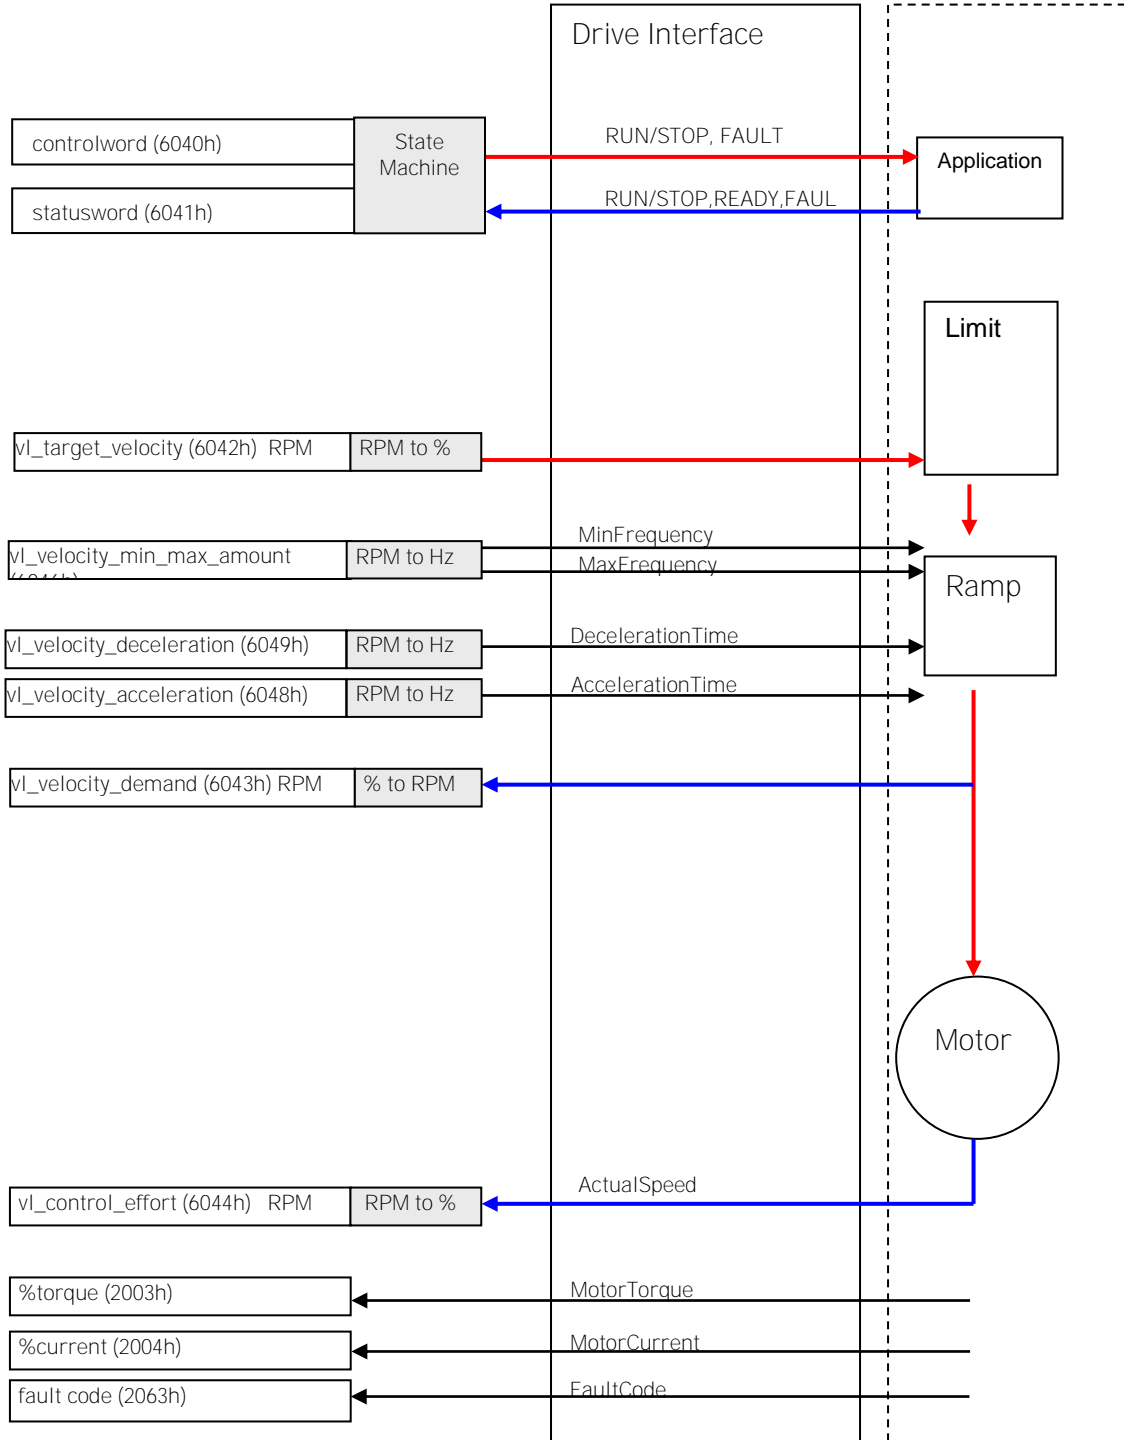 Drive Interface
controlword (6040h)
State
Machine
RUN/STOP, FAULT
Application
statusword (6041h)
RUN/STOP,READY,FAUL
Limit
vl_target_velocity (6042h) RPM
RPM to %
MinFrequency
vl_velocity_min_max_amount
RPM to Hz
MaxFrequency
Ramp
vl_velocity_deceleration (6049h)
RPM to Hz
DecelerationTime
vl_velocity_acceleration (6048h)
RPM to Hz
AccelerationTime
vl_velocity_demand (6043h) RPM
% to RPM
Motor
vl_control_effort (6044h) RPM
RPM to %
ActualSpeed
%torque (2003h)
MotorTorque
%current (2004h)
MotorCurrent
fault code (2063h)
FaultCode